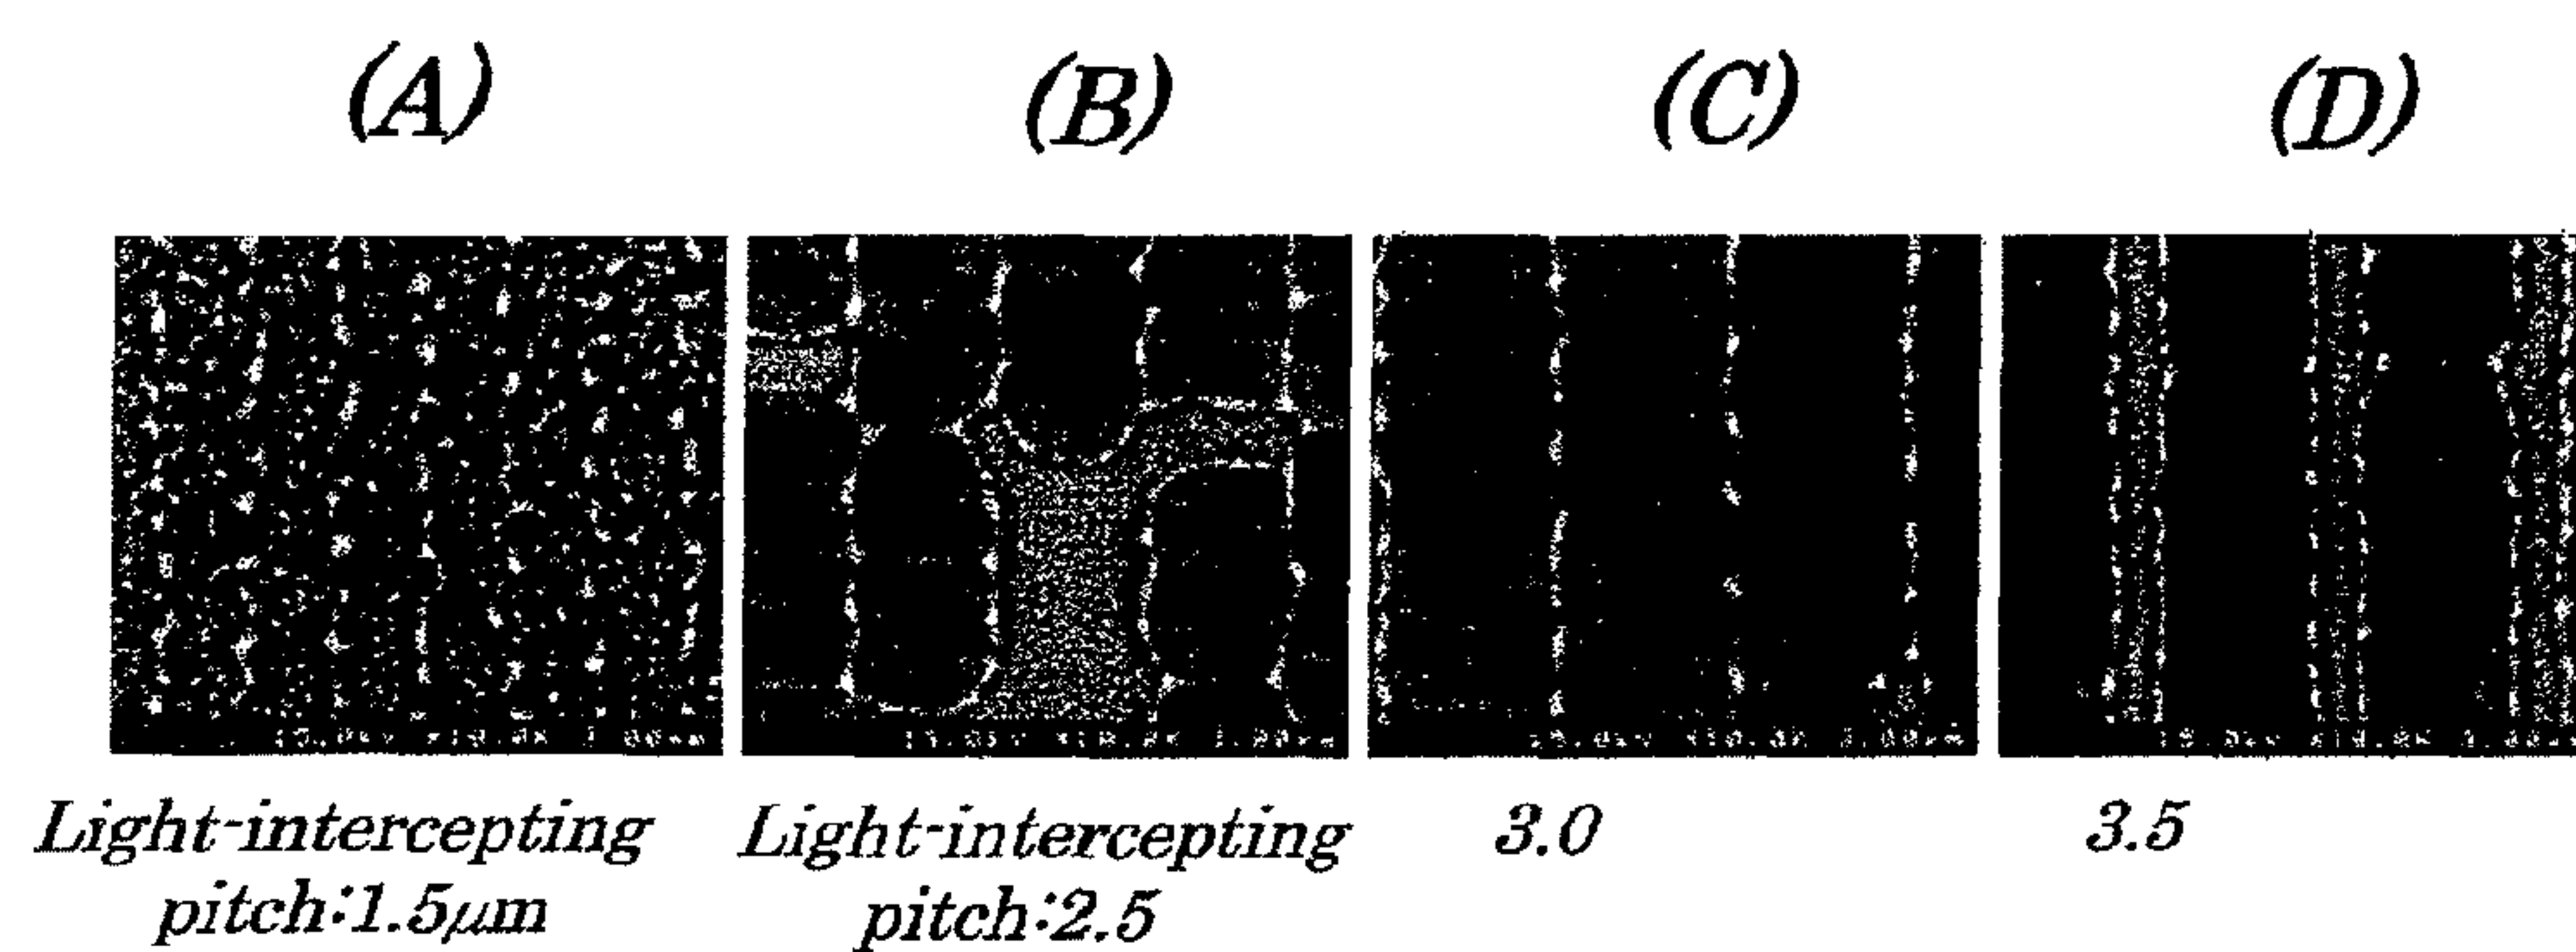 (A) (B) (C) (D)
Light-intercepting pitch:1.5μm
Light-intercepting pitch:2.5
3.0
3.5